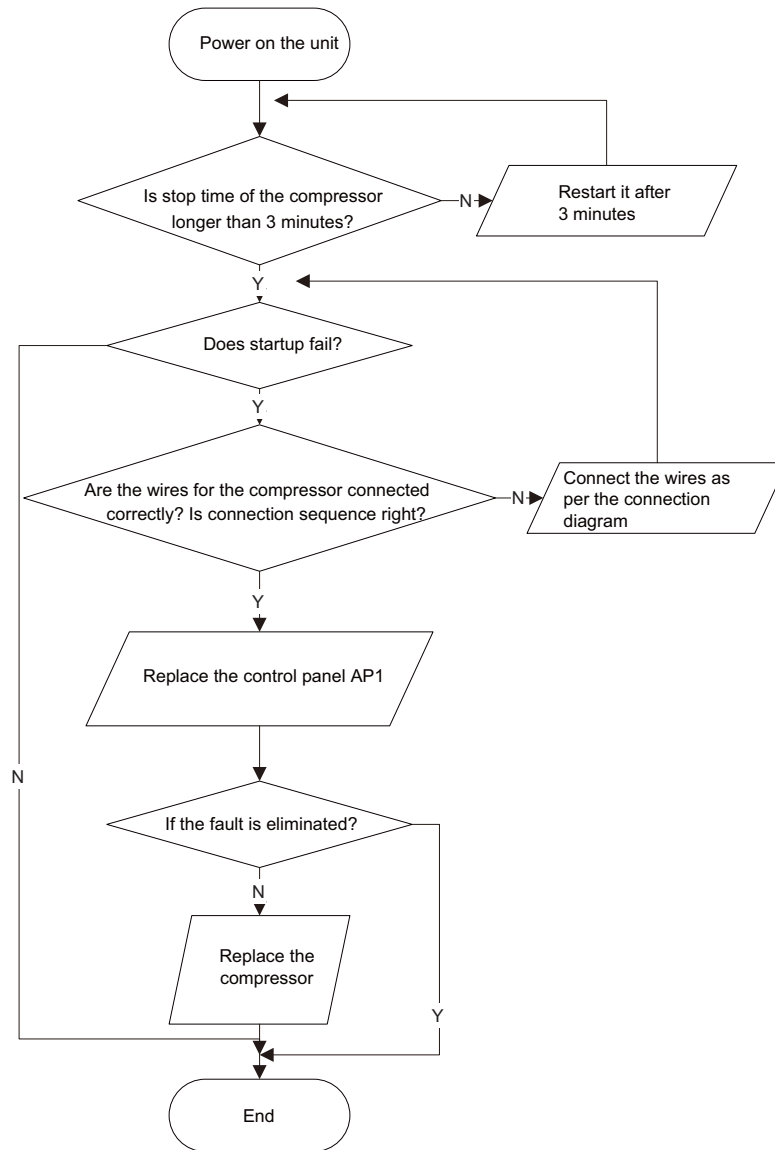 Power on the unit
Is stop time of the compressor
longer than 3 minutes?
N
Restart it after
3 minutes
Y
Does startup fail?
Y
Are the wires for the compressor connected
correctly? Is connection sequence right?
N
Connect the wires as
per the connection
diagram
Y
Replace the control panel AP1
N
If the fault is eliminated?
N
Replace the
compressor
Y
End